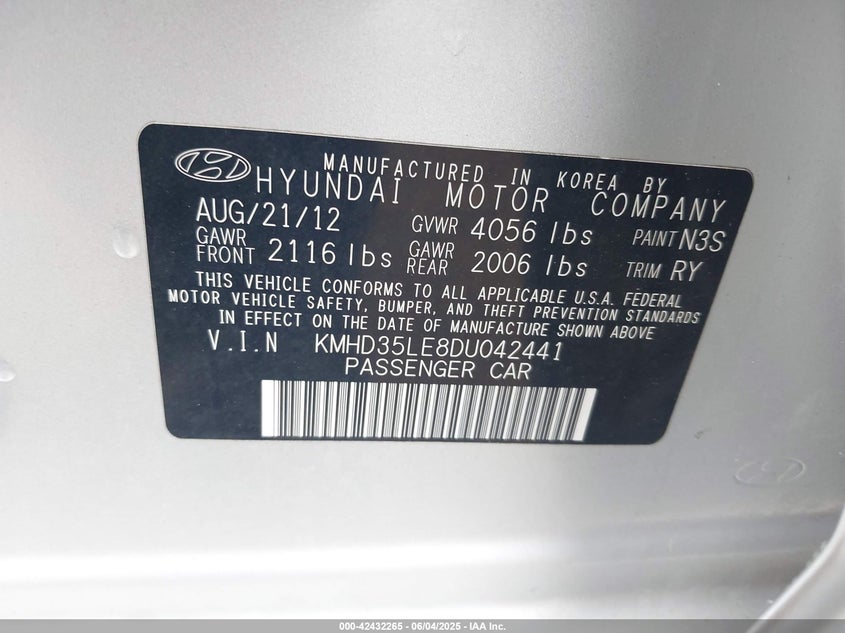 MANUFACTURED IN KOREA BY
HYUNDAI MOTOR COMPANY
AUG/21/12 GVWR 4056 lbs PAINT N3S
GAWR FRONT 2116 lbs GAWR REAR 2006 lbs TRIM RY
THIS VEHICLE CONFORMS TO ALL APPLICABLE U.S.A. FEDERAL
MOTOR VEHICLE SAFETY, BUMPER, AND THEFT PREVENTION STANDARDS
IN EFFECT ON THE DATE OF MANUFACTURE SHOWN ABOVE
V.I.N KMHD35LE8DU042441
PASSENGER CAR
000-42432265 - 06/04/2025 - IAA Inc.